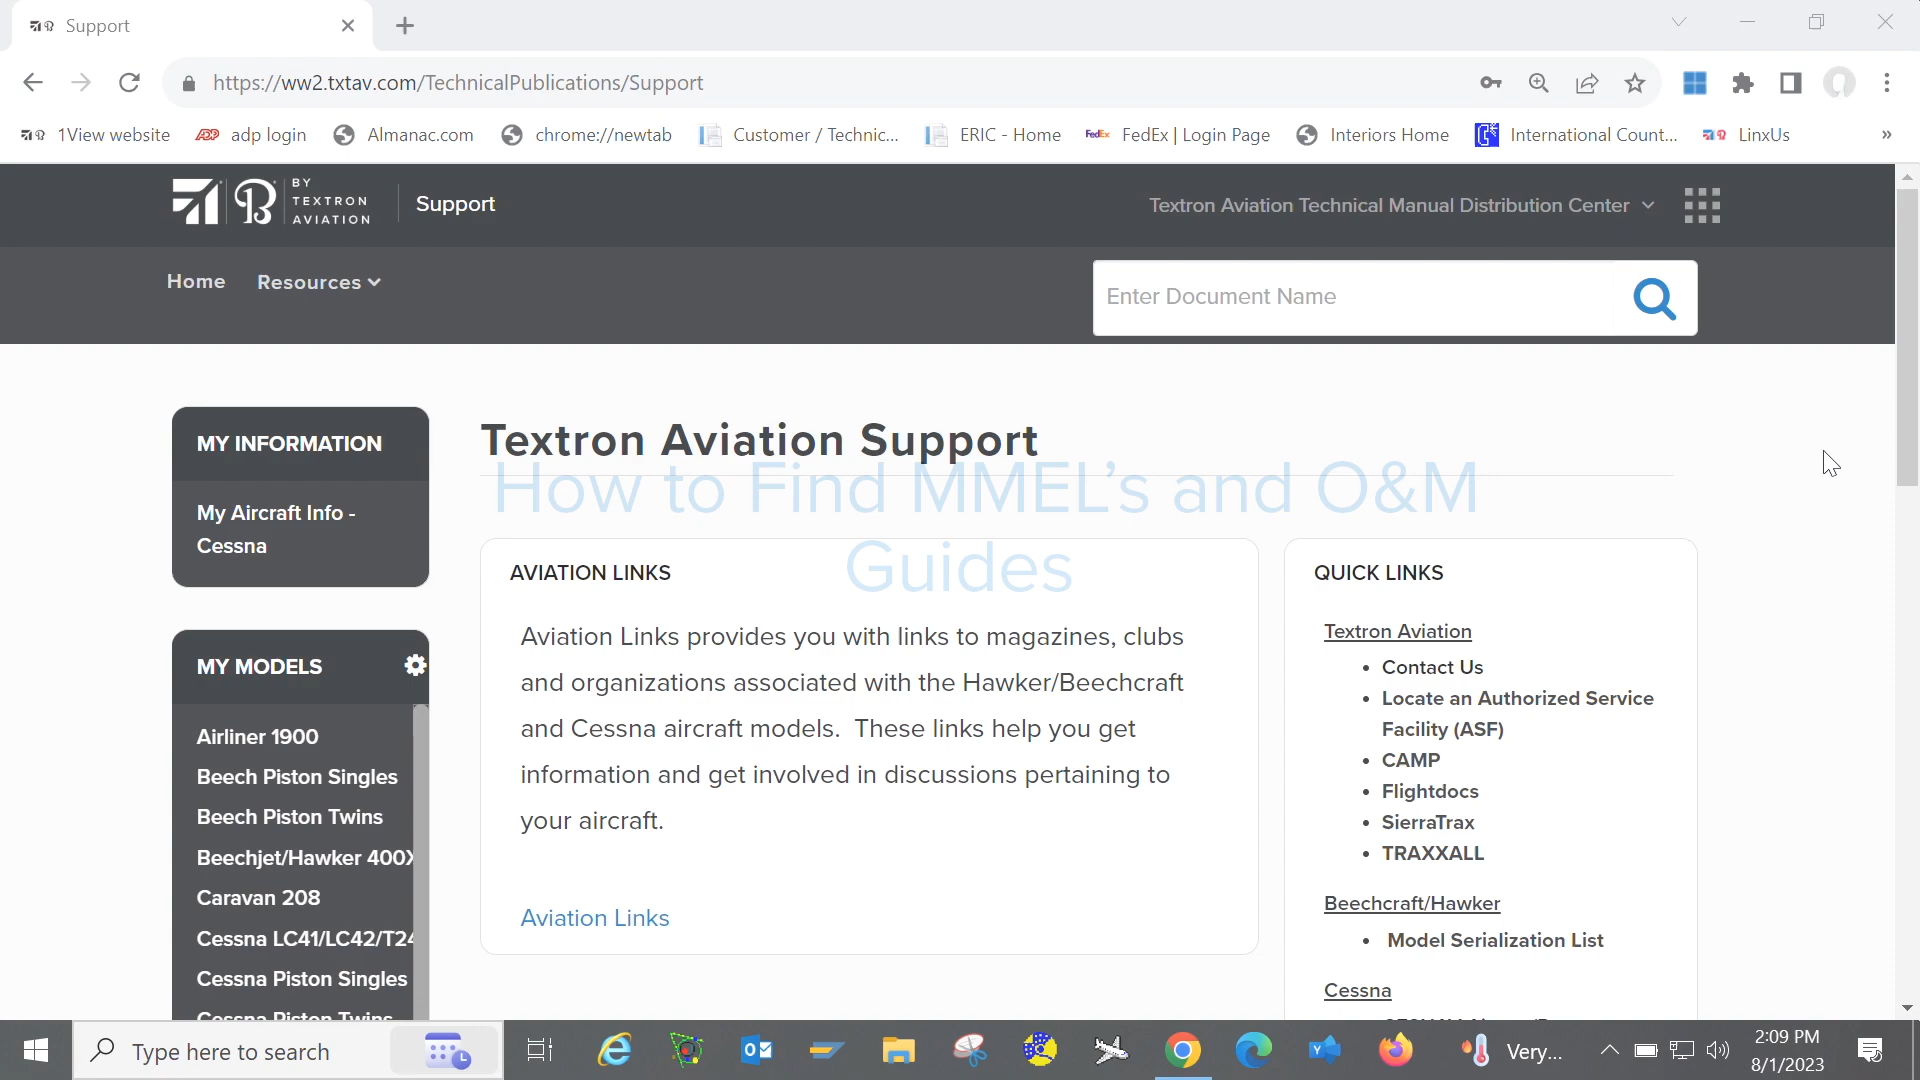 Support
https://ww2.txtav.com/TechnicalPublications/Support
1View website
adp login
Almanac.com
chrome://newtab
Customer / Technic...
ERIC - Home
FedEx
FedEx | Login Page
Interiors Home
International Count...
LinxUs
»
BY
TEXTRON
AVIATION
Support
Textron Aviation Technical Manual Distribution Center
Home
Resources
Enter Document Name
MY INFORMATION
My Aircraft Info -
Cessna
MY MODELS
Airliner 1900
Beech Piston Singles
Beech Piston Twins
Beechjet/Hawker 400X
Caravan 208
Cessna LC41/LC42/T24
Cessna Piston Singles
Cessna Piston Twins
Textron Aviation Support
How to Find MMEL’s and O&M
Guides
AVIATION LINKS
Aviation Links provides you with links to magazines, clubs
and organizations associated with the Hawker/Beechcraft
and Cessna aircraft models.  These links help you get
information and get involved in discussions pertaining to
your aircraft.
Aviation Links
QUICK LINKS
Textron Aviation
• Contact Us
• Locate an Authorized Service
Facility (ASF)
• CAMP
• Flightdocs
• SierraTrax
• TRAXXALL
Beechcraft/Hawker
• Model Serialization List
Cessna
Type here to search
Very...
2:09 PM
8/1/2023